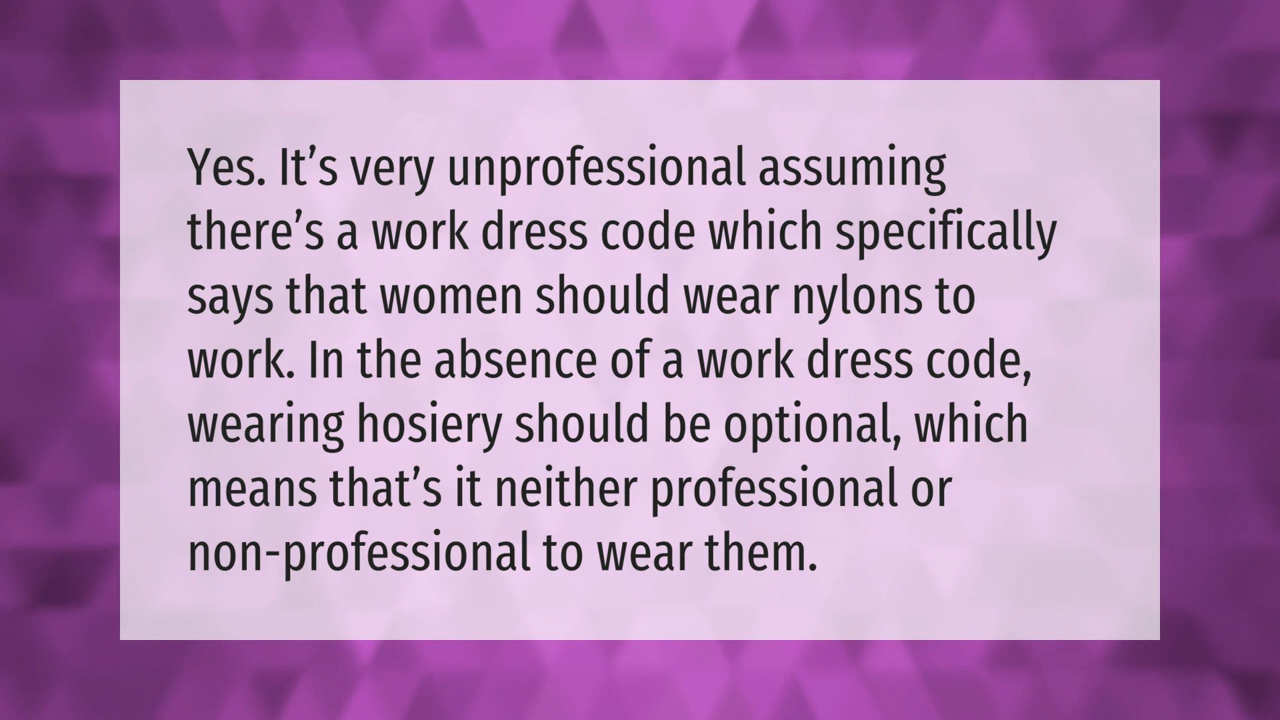 Yes. It’s very unprofessional assuming
there’s a work dress code which specifically
says that women should wear nylons to
work. In the absence of a work dress code,
wearing hosiery should be optional, which
means that’s it neither professional or
non-professional to wear them.